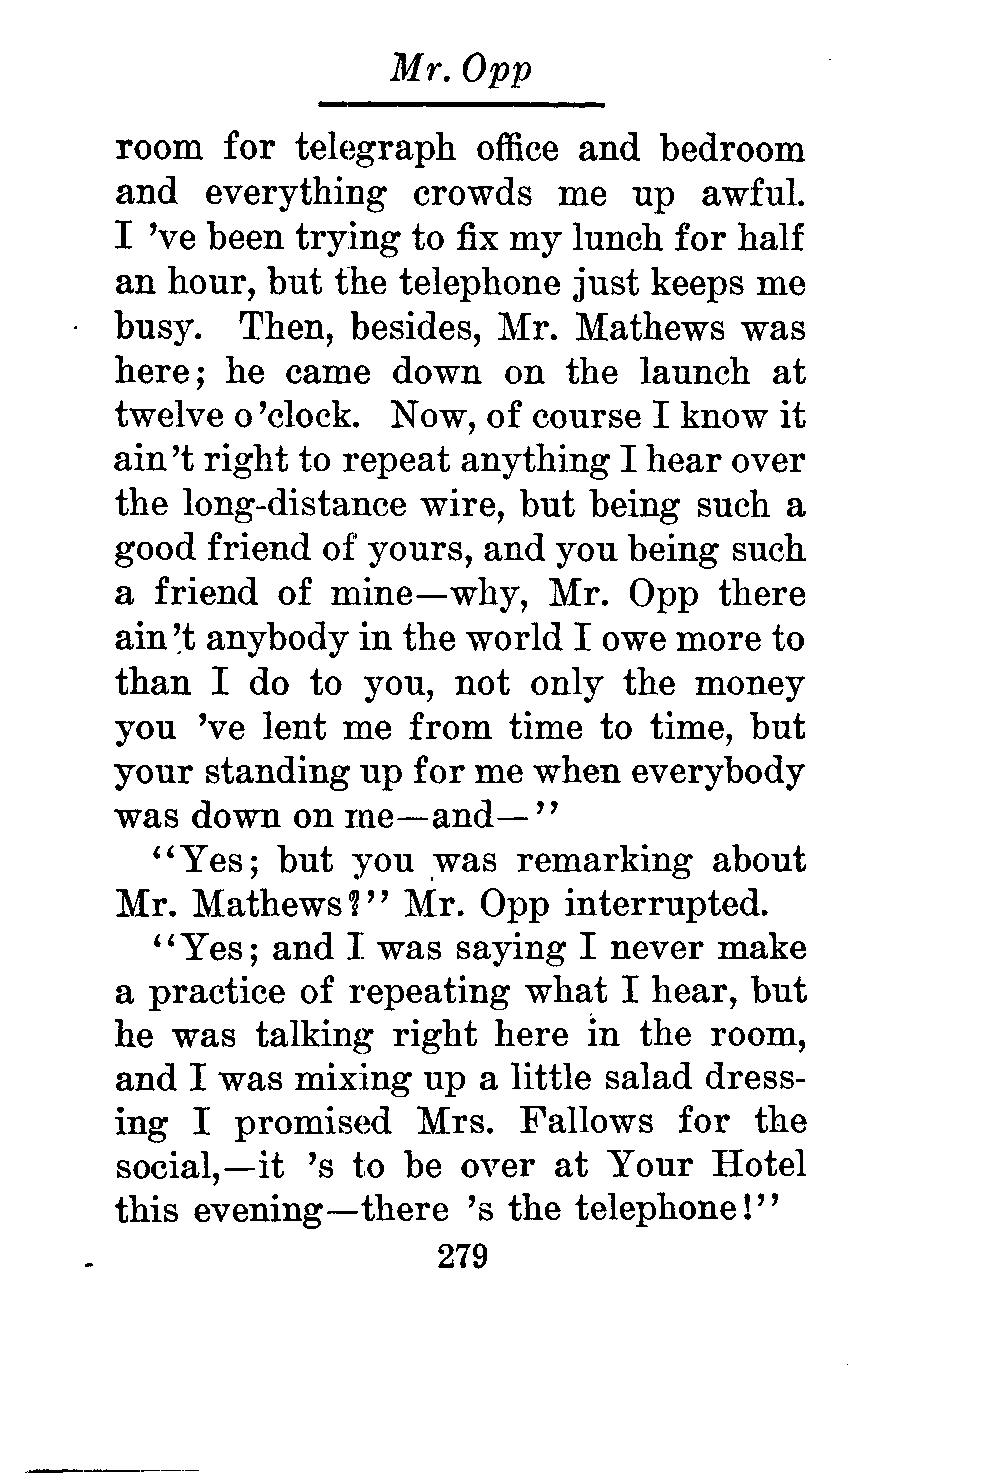 Mr. Opp
room for telegraph office and bedroom
and everything crowds me up awful.
I 've been trying to fix my lunch for half
an hour, but the telephone just keeps me
busy. Then, besides, Mr. Mathews was
here; he came down on the launch at
twelve o'clock. Now, of course I know it
ain't right to repeat anything I hear over
the long-distance wire, but being such a
good friend of yours, and you being such
a friend of mine—why, Mr. Opp there
ain't anybody in the world I owe more to
than I do to you, not only the money
you 've lent me from time to time, but
your standing up for me when everybody
was down on me—and—”
“Yes; but you was remarking about
Mr. Mathews?” Mr. Opp interrupted.
“Yes; and I was saying I never make
a practice of repeating what I hear, but
he was talking right here in the room,
and I was mixing up a little salad dress-
ing I promised Mrs. Fallows for the
social,—it 's to be over at Your Hotel
this evening—there 's the telephone!”
279